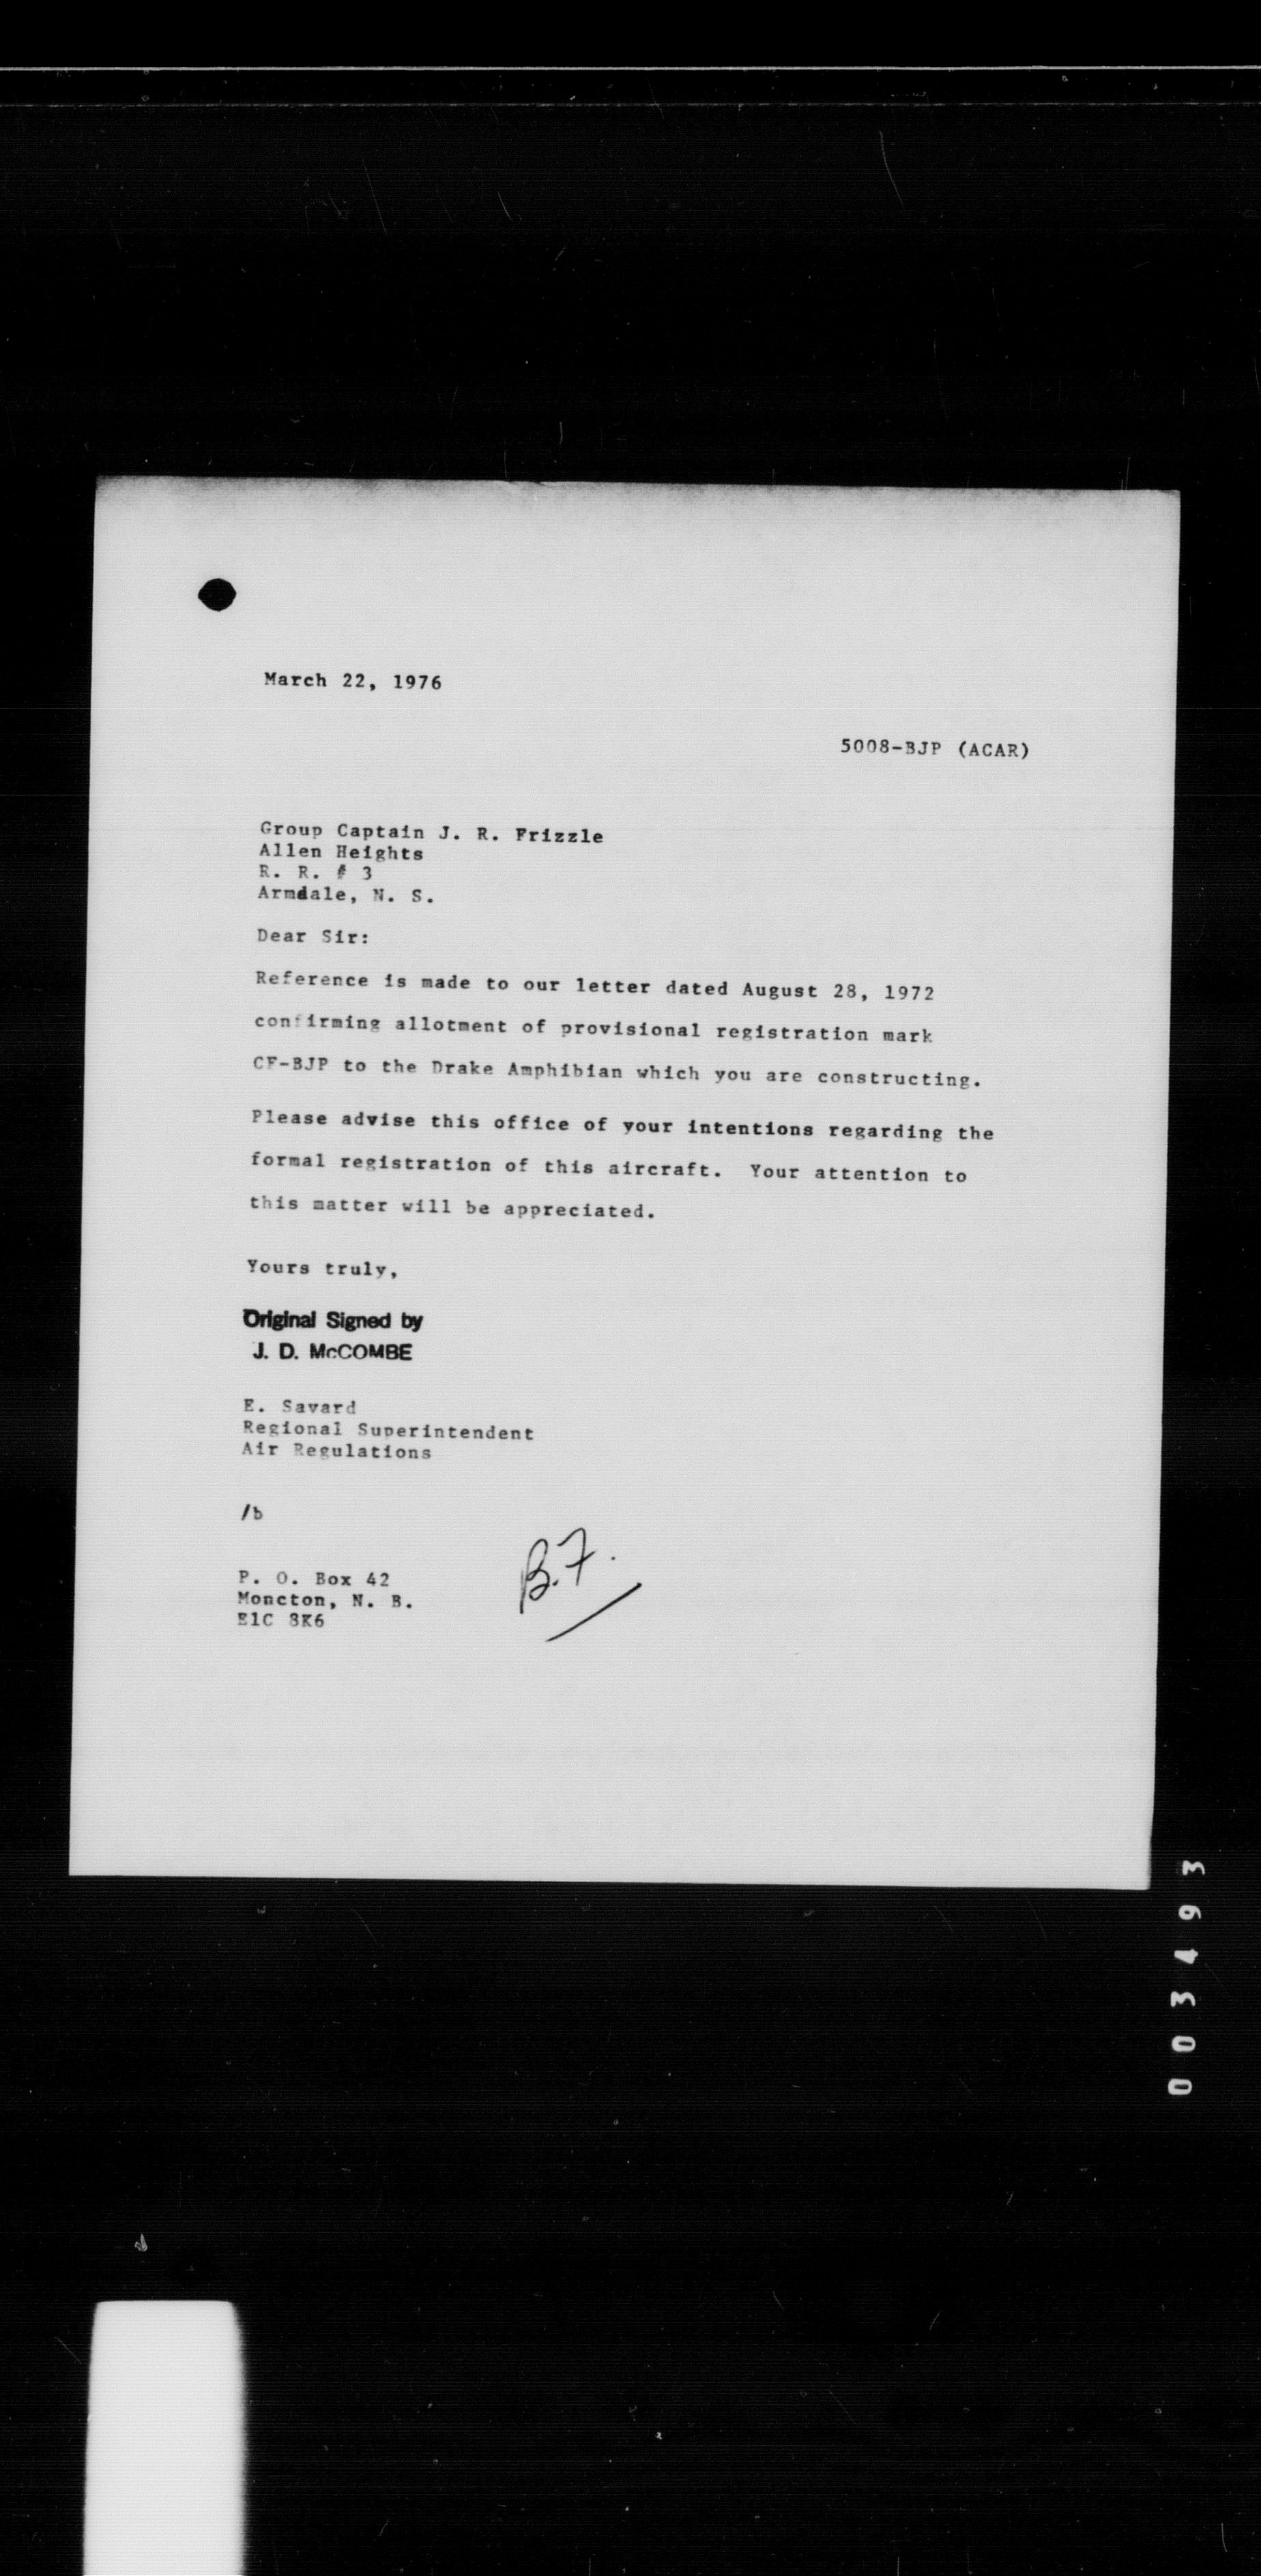 March 22, 1976
5008-BJP (ACAR)
Group Captain J. R. Frizzle
Allen Heights
R. R. # 3
Armdale, N. S.
Dear Sir:
Reference is made to our letter dated August 28, 1972
confirming allotment of provisional registration mark
CF-BJP to the Drake Amphibian which you are constructing.
Please advise this office of your intentions regarding the
formal registration of this aircraft. Your attention to
this matter will be appreciated.
Yours truly,
Original Signed by
J. D. McCOMBE
E. Savard
Regional Superintendent
Air Regulations
/b
B.F.
P. O. Box 42
Moncton, N. B.
E1C 8K6
003493